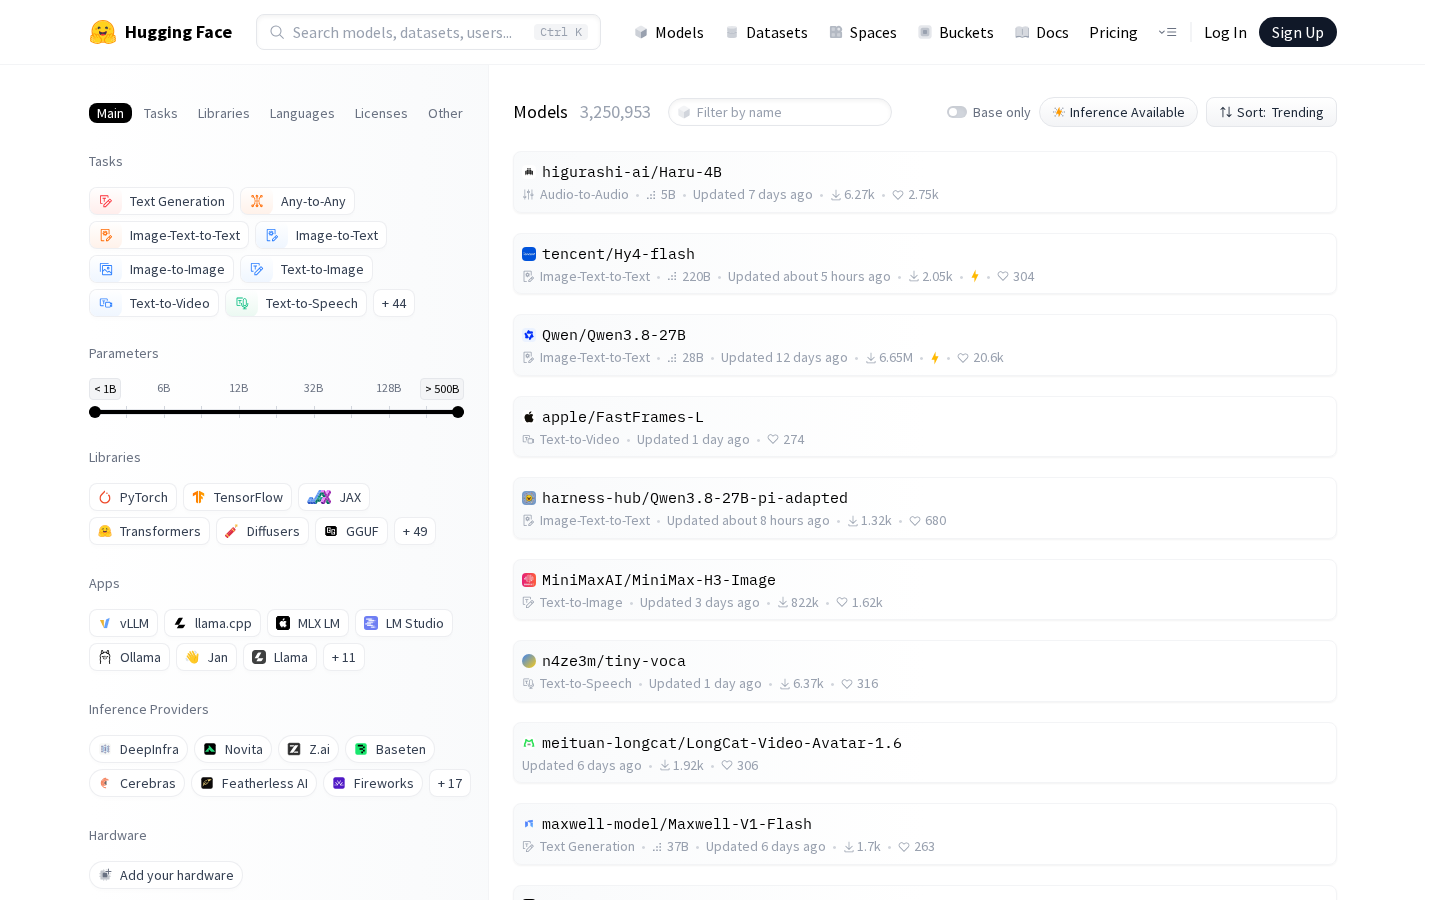 Hugging Face
Search models, datasets, users...
Ctrl K
Models
Datasets
Spaces
Buckets
Docs
Pricing
Log In
Sign Up
Main
Tasks
Libraries
Languages
Licenses
Other
Tasks
Text Generation
Any-to-Any
Image-Text-to-Text
Image-to-Text
Image-to-Image
Text-to-Image
Text-to-Video
Text-to-Speech
+ 44
Parameters
< 1B
6B
12B
32B
128B
> 500B
Libraries
PyTorch
TensorFlow
JAX
Transformers
Diffusers
GGUF
+ 49
Apps
vLLM
llama.cpp
MLX LM
LM Studio
Ollama
Jan
Llama
+ 11
Inference Providers
DeepInfra
Novita
Z.ai
Baseten
Cerebras
Featherless AI
Fireworks
+ 17
Hardware
Add your hardware
Models 3,250,953
Filter by name
Base only
Inference Available
Sort: Trending
higurashi-ai/Haru-4B
Audio-to-Audio • 5B • Updated 7 days ago • 6.27k • 2.75k
tencent/Hy4-flash
Image-Text-to-Text • 220B • Updated about 5 hours ago • 2.05k • • 304
Qwen/Qwen3.8-27B
Image-Text-to-Text • 28B • Updated 12 days ago • 6.65M • • 20.6k
apple/FastFrames-L
Text-to-Video • Updated 1 day ago • 274
harness-hub/Qwen3.8-27B-pi-adapted
Image-Text-to-Text • Updated about 8 hours ago • 1.32k • 680
MiniMaxAI/MiniMax-H3-Image
Text-to-Image • Updated 3 days ago • 822k • 1.62k
n4ze3m/tiny-voca
Text-to-Speech • Updated 1 day ago • 6.37k • 316
meituan-longcat/LongCat-Video-Avatar-1.6
Updated 6 days ago • 1.92k • 306
maxwell-model/Maxwell-V1-Flash
Text Generation • 37B • Updated 6 days ago • 1.7k • 263